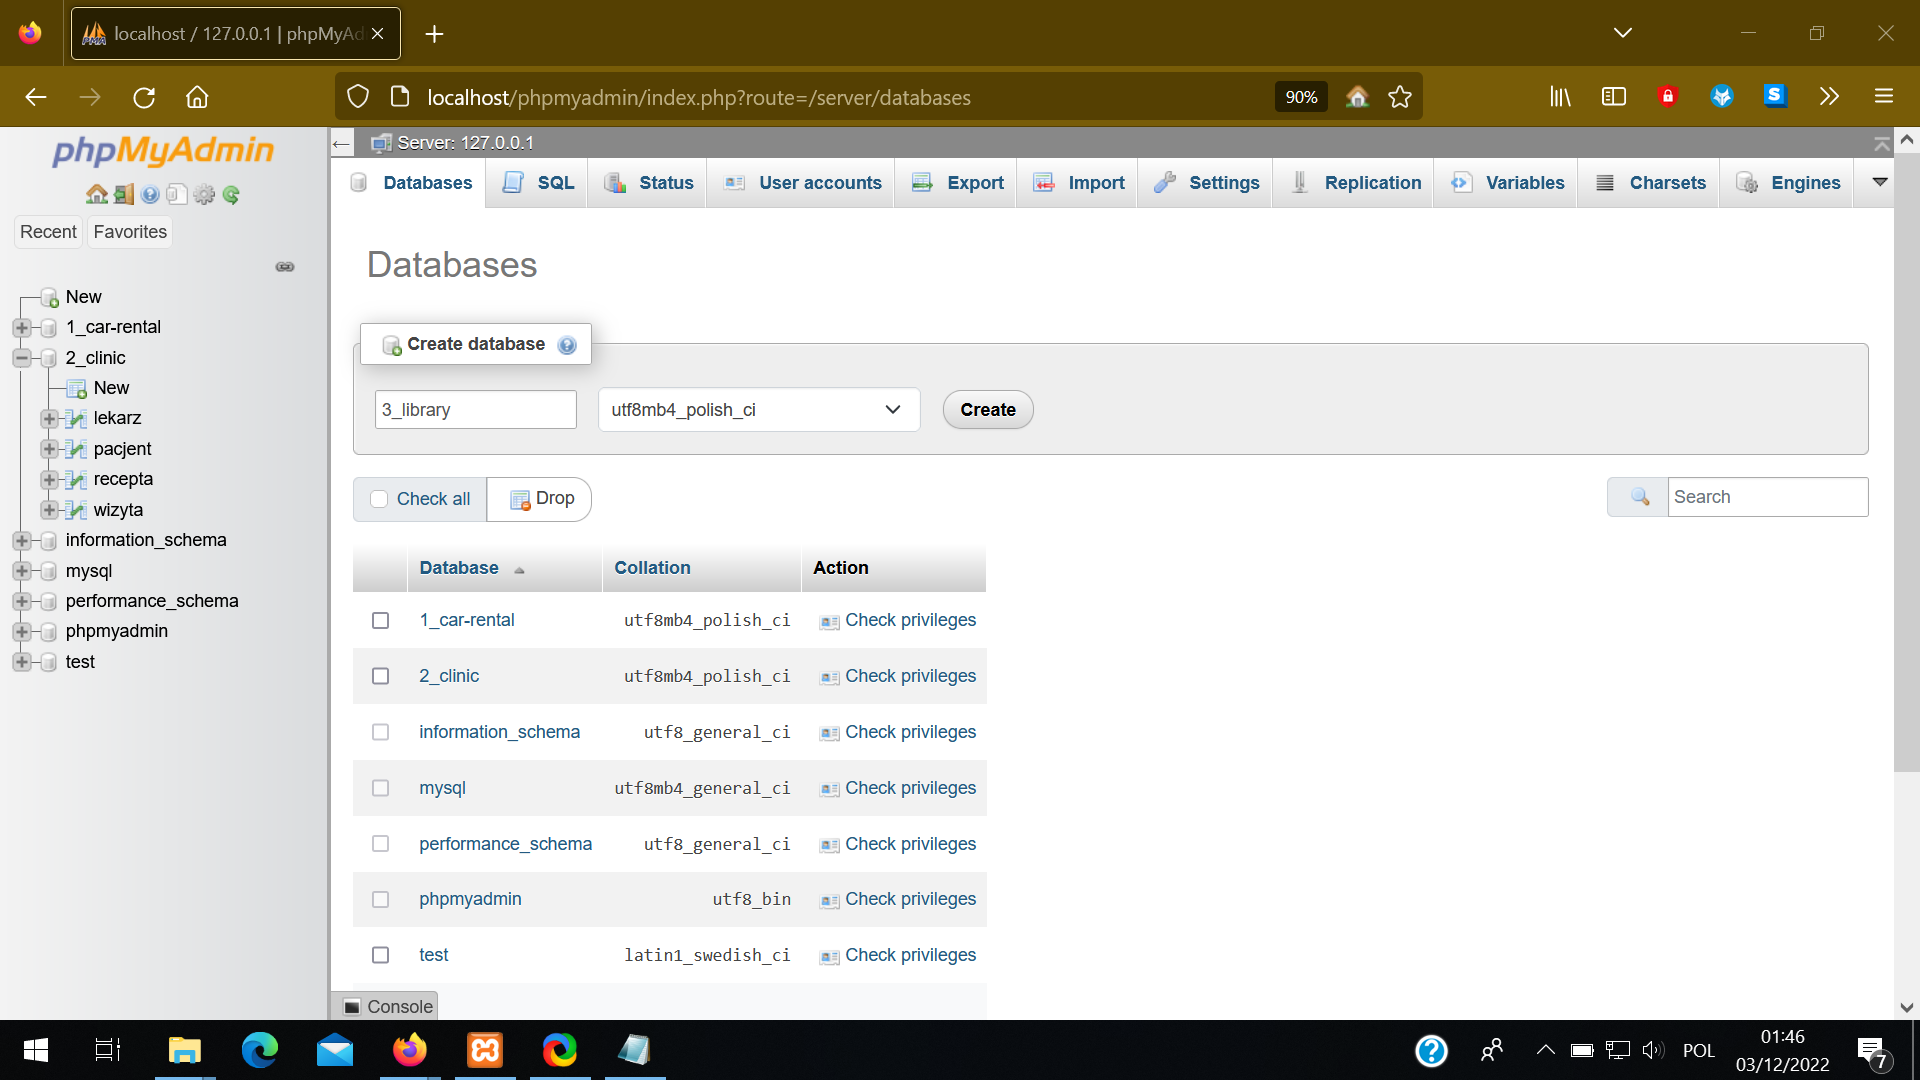 localhost / 127.0.0.1 | phpMyAd
localhost/phpmyadmin/index.php?route=/server/databases
90%
S
phpMyAdmin
Recent
Favorites
New
1_car-rental
2_clinic
New
lekarz
pacjent
recepta
wizyta
information_schema
mysql
performance_schema
phpmyadmin
test
Server: 127.0.0.1
Databases
SQL
Status
User accounts
Export
Import
Settings
Replication
Variables
Charsets
Engines
Databases
Create database
3_library
utf8mb4_polish_ci
Create
Check all
Drop
Search
Database
Collation
Action
1_car-rental utf8mb4_polish_ci Check privileges
2_clinic utf8mb4_polish_ci Check privileges
information_schema utf8_general_ci Check privileges
mysql utf8mb4_general_ci Check privileges
performance_schema utf8_general_ci Check privileges
phpmyadmin utf8_bin Check privileges
test latin1_swedish_ci Check privileges
Console
POL
01:46
03/12/2022
7